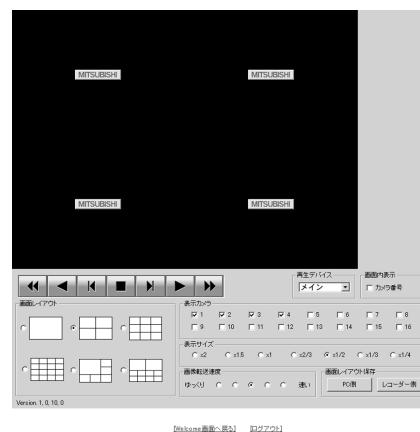 MITSUBISHI MITSUBISHI
MITSUBISHI MITSUBISHI
再生デバイス
メイン
画面内表示
カメラ番号
画面レイアウト
表示カメラ
1 2 3 4 5 6 7 8
9 10 11 12 13 14 15 16
表示サイズ
x2 x1.5 x1 x2/3 x1/2 x1/3 x1/4
画像転送速度
ゆっくり 速い
画面レイアウト保存
PC側 レコーダー側
Version. 1, 0, 10, 0
[Welcome画面へ戻る] [ログアウト]